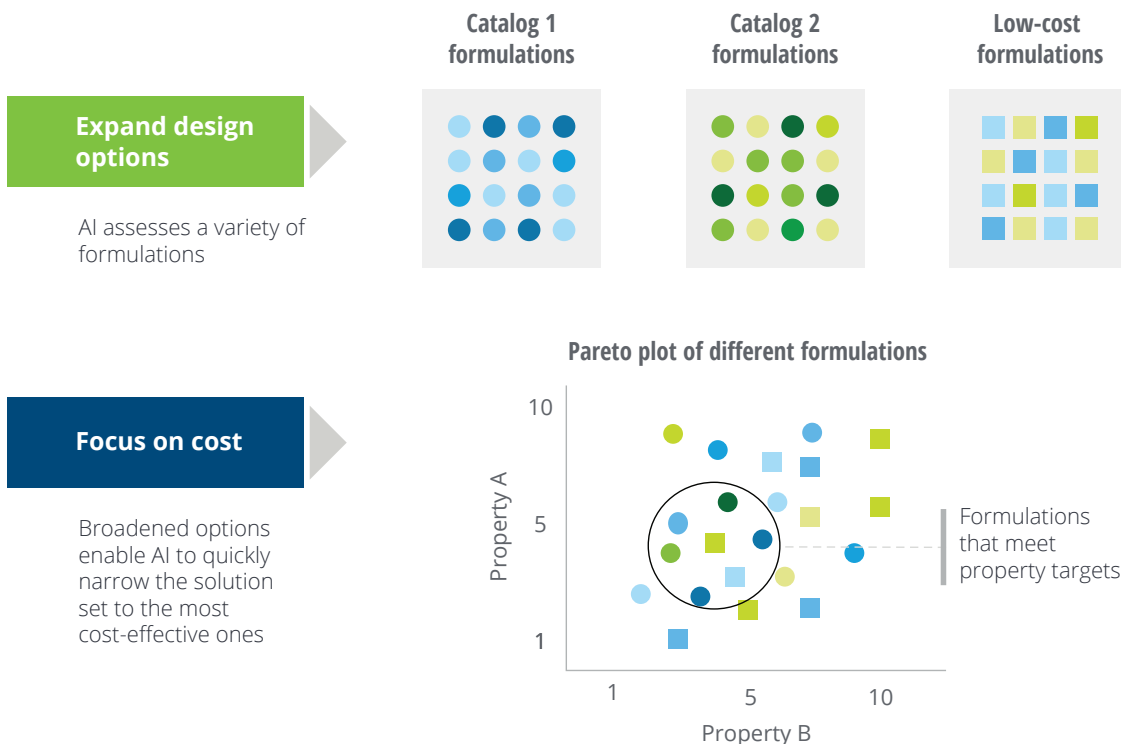 Catalog 1
formulations
Catalog 2
formulations
Low-cost
formulations
Expand design
options
AI assesses a variety of
formulations
Pareto plot of different formulations
Focus on cost
Broadened options
enable AI to quickly
narrow the solution
set to the most
cost-effective ones
Property A
10
5
1
1
5
10
Property B
Formulations
that meet
property targets